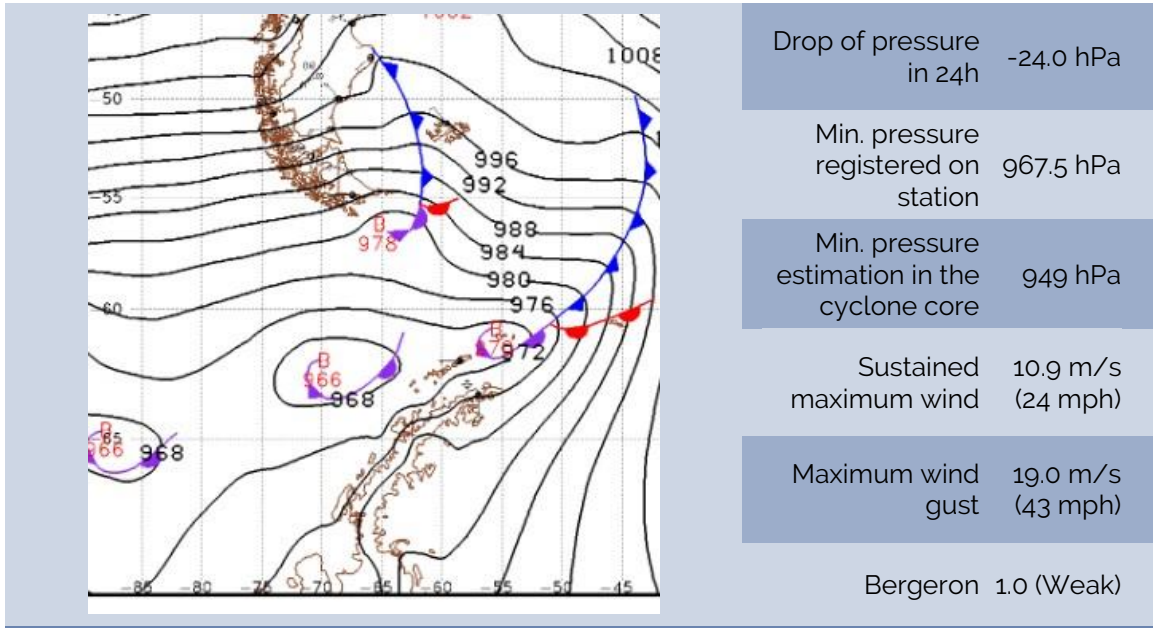 1002
1008
-50
996
992
-55
B
978
988
984
980
-60
976
B
972
B
966
968
B
-65
966
968
-85
-80
-75
-70
-65
-60
-55
-50
-45
Drop of pressure
in 24h
-24.0 hPa
Min. pressure
registered on
station
967.5 hPa
Min. pressure
estimation in the
cyclone core
949 hPa
Sustained
maximum wind
10.9 m/s
(24 mph)
Maximum wind
gust
19.0 m/s
(43 mph)
Bergeron
1.0 (Weak)